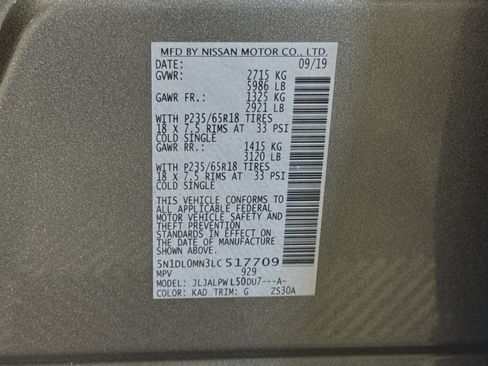 MFD BY NISSAN MOTOR CO., LTD.
DATE: 09/19
GVWR: 2715 KG
5986 LB
GAWR FR.: 1325 KG
2921 LB
WITH P235/65R18 TIRES
18 X 7.5 RIMS AT 33 PSI
COLD SINGLE
GAWR RR.: 1415 KG
3120 LB
WITH P235/65R18 TIRES
18 X 7.5 RIMS AT 33 PSI
COLD SINGLE
THIS VEHICLE CONFORMS TO
ALL APPLICABLE FEDERAL
MOTOR VEHICLE SAFETY AND
THEFT PREVENTION
STANDARDS IN EFFECT ON
THE DATE OF MANUFACTURE
SHOWN ABOVE.
5N1DL0MN3LC517709
MPV 929
MODEL: JLJALPWL50DU7---A-
COLOR: KAD TRIM: G ZS30A